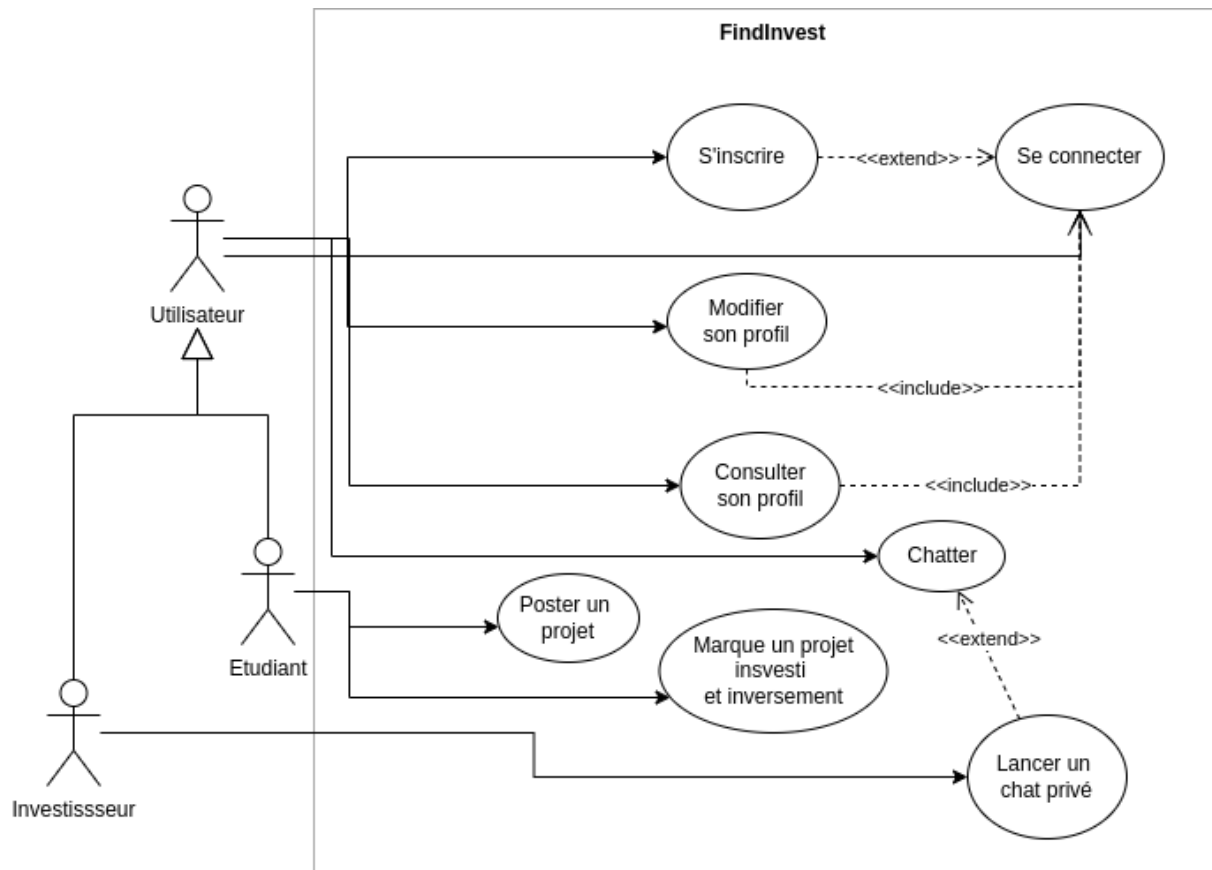 FindInvest
S'inscrire
<<extend>>
Se connecter
Utilisateur
Modifier
son profil
<<include>>
Consulter
son profil
<<include>>
Chatter
Poster un
projet
Marque un projet
insvesti
et inversement
<<extend>>
Etudiant
Lancer un
chat privé
Investissseur